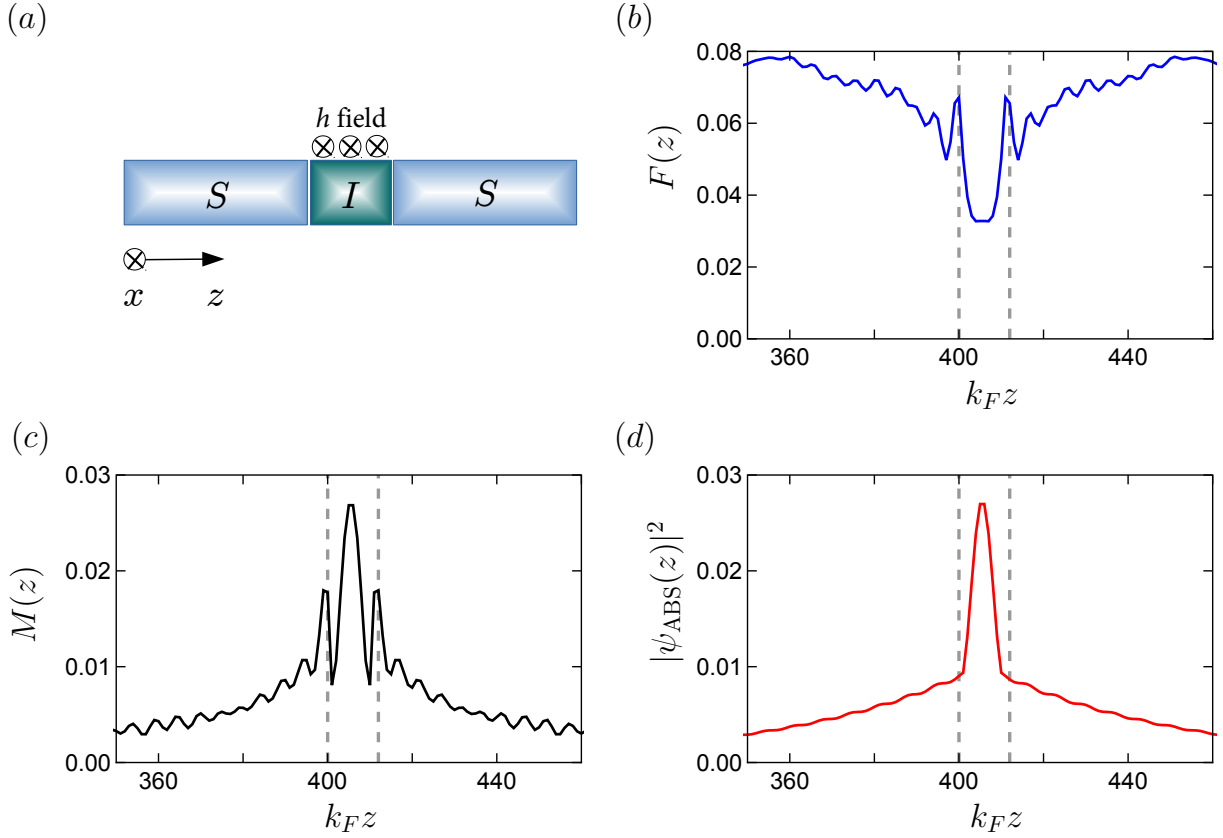 (a)
h field
S I S
x z
(b)
F(z)
0.08
0.06
0.04
0.02
0.00
360 400 440
k_F z
(c)
M(z)
0.03
0.02
0.01
0.00
360 400 440
k_F z
(d)
|ψ_ABS(z)|²
0.03
0.02
0.01
0.00
360 400 440
k_F z